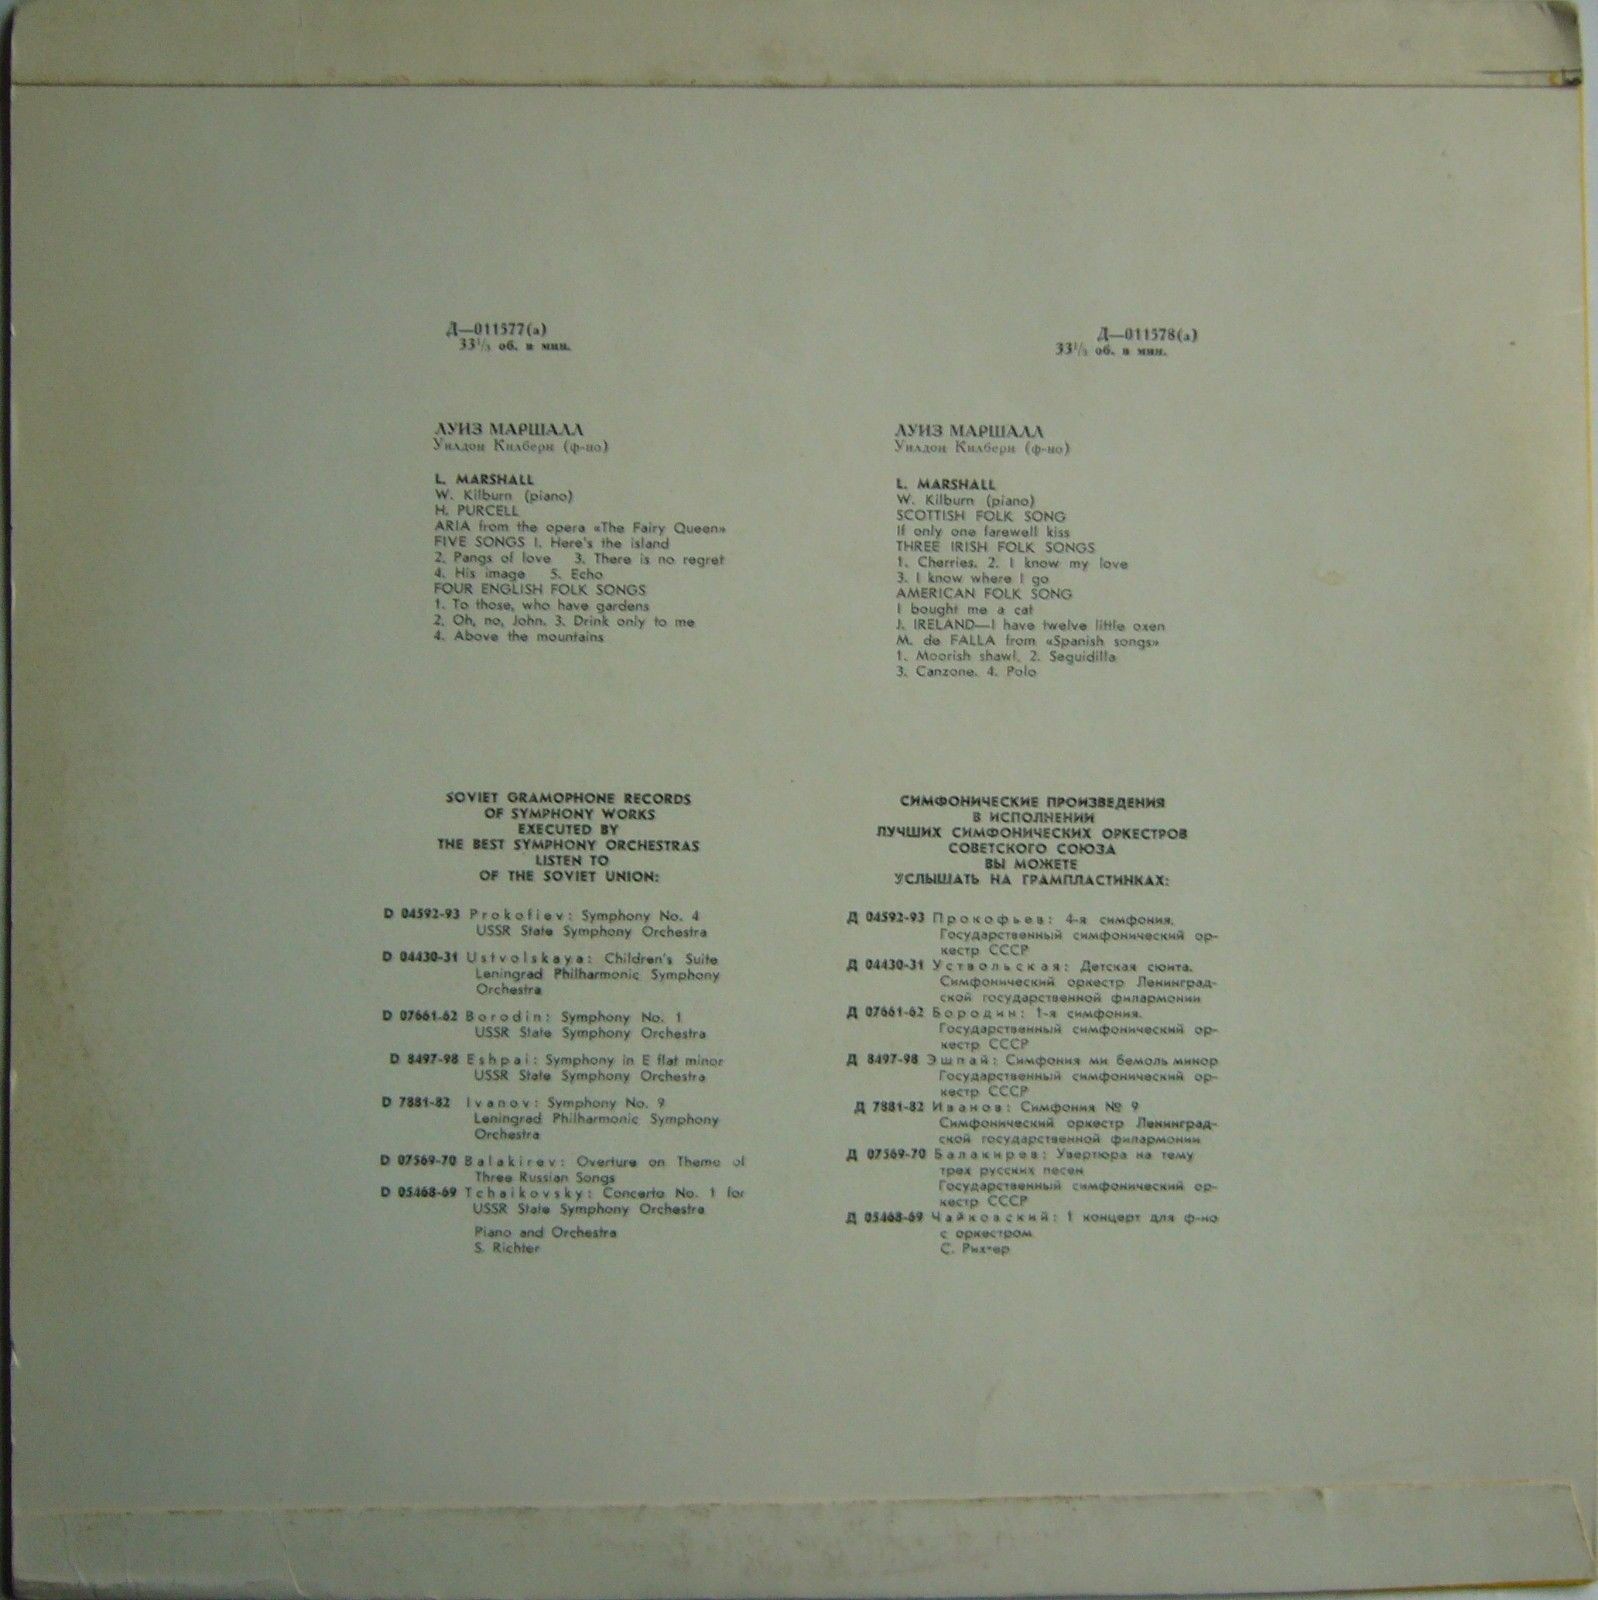 Д—011577(а)
33⅓ об. в мин.
ЛУИЗ МАРШАЛЛ
Уилдон Килберн (ф-но)
L. MARSHALL
W. Kilburn (piano)
H. PURCELL
ARIA from the opera «The Fairy Queen»
FIVE SONGS 1. Here's the island
2. Pangs of love 3. There is no regret
4. His image 5. Echo
FOUR ENGLISH FOLK SONGS
1. To those, who have gardens
2. Oh, no, John. 3. Drink only to me
4. Above the mountains
Д—011578(а)
33⅓ об. в мин.
ЛУИЗ МАРШАЛЛ
Уилдон Килберн (ф-но)
L. MARSHALL
W. Kilburn (piano)
SCOTTISH FOLK SONG
If only one farewell kiss
THREE IRISH FOLK SONGS
1. Cherries. 2. I know my love
3. I know where I go
AMERICAN FOLK SONG
I bought me a cat
J. IRELAND—I have twelve little oxen
M. de FALLA from «Spanish songs»
1. Moorish shawl. 2. Seguidilla
3. Canzone. 4. Polo
SOVIET GRAMOPHONE RECORDS
OF SYMPHONY WORKS
EXECUTED BY
THE BEST SYMPHONY ORCHESTRAS
LISTEN TO
OF THE SOVIET UNION:
D 04592-93 Prokofiev: Symphony No. 4
USSR State Symphony Orchestra
D 04430-31 Ustvolskaya: Children's Suite
Leningrad Philharmonic Symphony
Orchestra
D 07661-62 Borodin: Symphony No. 1
USSR State Symphony Orchestra
D 8497-98 Eshpai: Symphony in E flat minor
USSR State Symphony Orchestra
D 7881-82 Ivanov: Symphony No. 9
Leningrad Philharmonic Symphony
Orchestra
D 07569-70 Balakirev: Overture on Theme of
Three Russian Songs
D 05468-69 Tchaikovsky: Concerto No. 1 for
USSR State Symphony Orchestra
Piano and Orchestra
S. Richter
СИМФОНИЧЕСКИЕ ПРОИЗВЕДЕНИЯ
В ИСПОЛНЕНИИ
ЛУЧШИХ СИМФОНИЧЕСКИХ ОРКЕСТРОВ
СОВЕТСКОГО СОЮЗА
ВЫ МОЖЕТЕ
УСЛЫШАТЬ НА ГРАМПЛАСТИНКАХ:
Д 04592-93 Прокофьев: 4-я симфония.
Государственный симфонический ор-
кестр СССР
Д 04430-31 Уствольская: Детская сюита.
Симфонический оркестр Ленинград-
ской государственной филармонии
Д 07661-62 Бородин: 1-я симфония.
Государственный симфонический ор-
кестр СССР
Д 8497-98 Эшпай: Симфония ми бемоль минор
Государственный симфонический ор-
кестр СССР
Д 7881-82 Иванов: Симфония № 9
Симфонический оркестр Ленинград-
ской государственной филармонии
Д 07569-70 Балакирев: Увертюра на тему
трех русских песен
Государственный симфонический ор-
кестр СССР
Д 05468-69 Чайковский: 1 концерт для ф-но
с оркестром
С. Рихтер